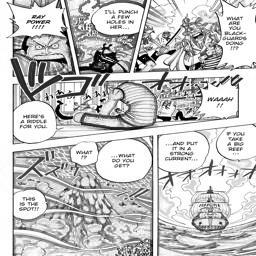 WHAT
ARE YOU
BLACK-
GUARDS
DOING
!!?
I'LL PUNCH
A FEW
HOLES IN
HER...
RAY
POWER
!!!!
WAAAH
!!
HERE'S
A RIDDLE
FOR YOU.
IF YOU
TAKE A
BIG
REEF
...
...AND
PUT IT IN
A STRONG
CURRENT...
...WHAT
DO YOU
GET?
WHAT
!?
THIS IS
THE
SPOT!!